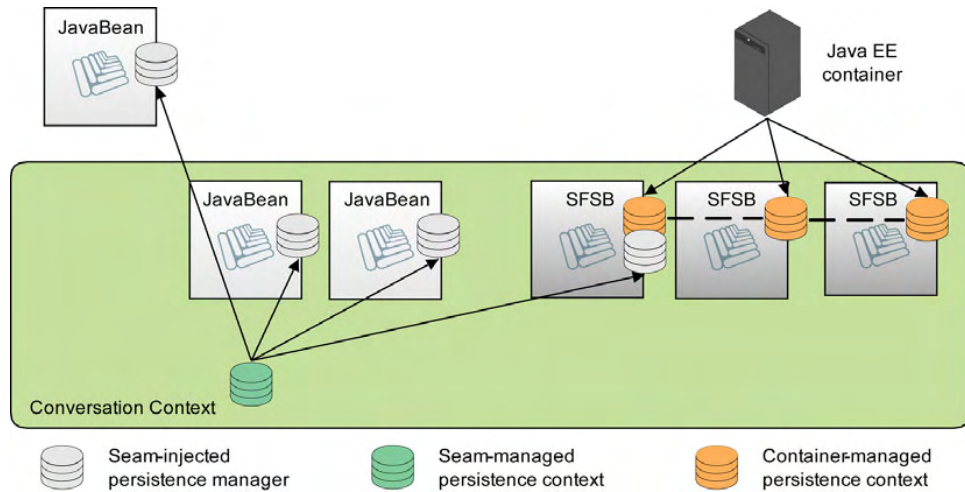 JavaBean
Java EE
container
JavaBean
JavaBean
SFSB
SFSB
SFSB
Conversation Context
Seam-injected
persistence manager
Seam-managed
persistence context
Container-managed
persistence context